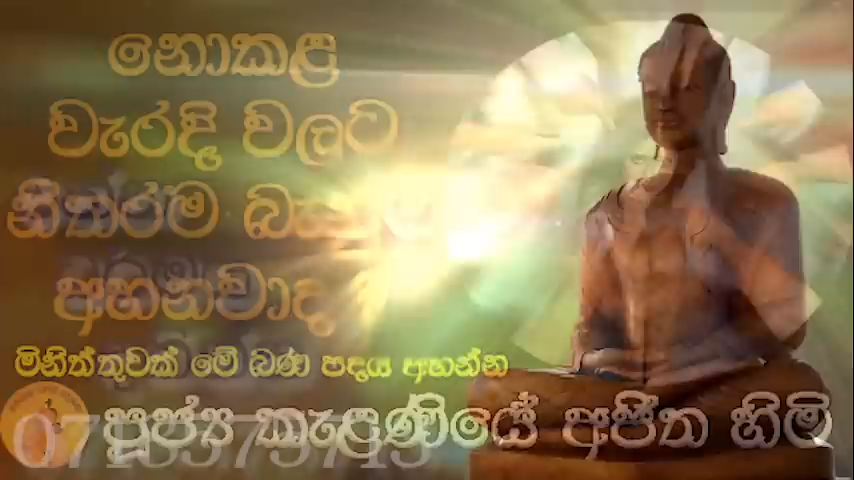 නොකළ
වැරදි වලට
නිතරම
අහනවාද
මිනිත්තුවක් මේ බණ පදය අහන්න
පූජ්‍ය කැළණියේ අජිත හිමි